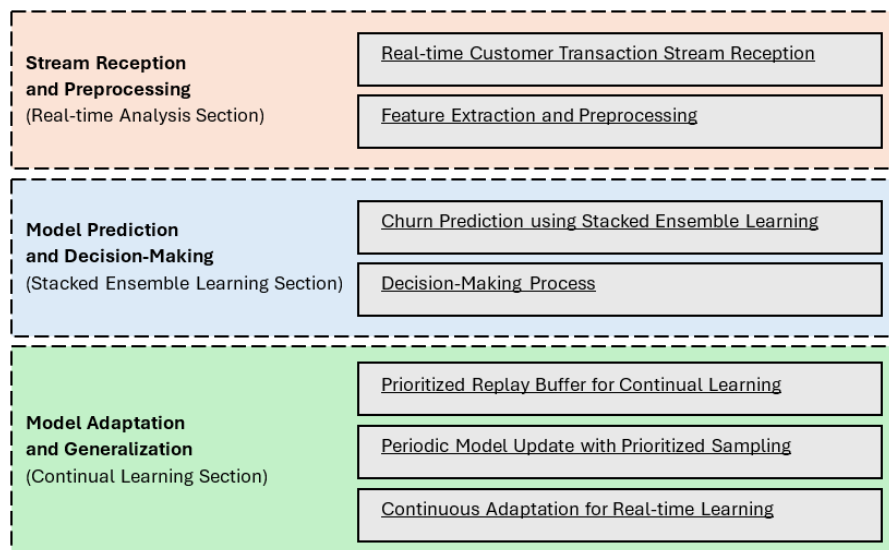 Stream Reception
and Preprocessing
(Real-time Analysis Section)
Real-time Customer Transaction Stream Reception
Feature Extraction and Preprocessing
Model Prediction
and Decision-Making
(Stacked Ensemble Learning Section)
Churn Prediction using Stacked Ensemble Learning
Decision-Making Process
Model Adaptation
and Generalization
(Continual Learning Section)
Prioritized Replay Buffer for Continual Learning
Periodic Model Update with Prioritized Sampling
Continuous Adaptation for Real-time Learning